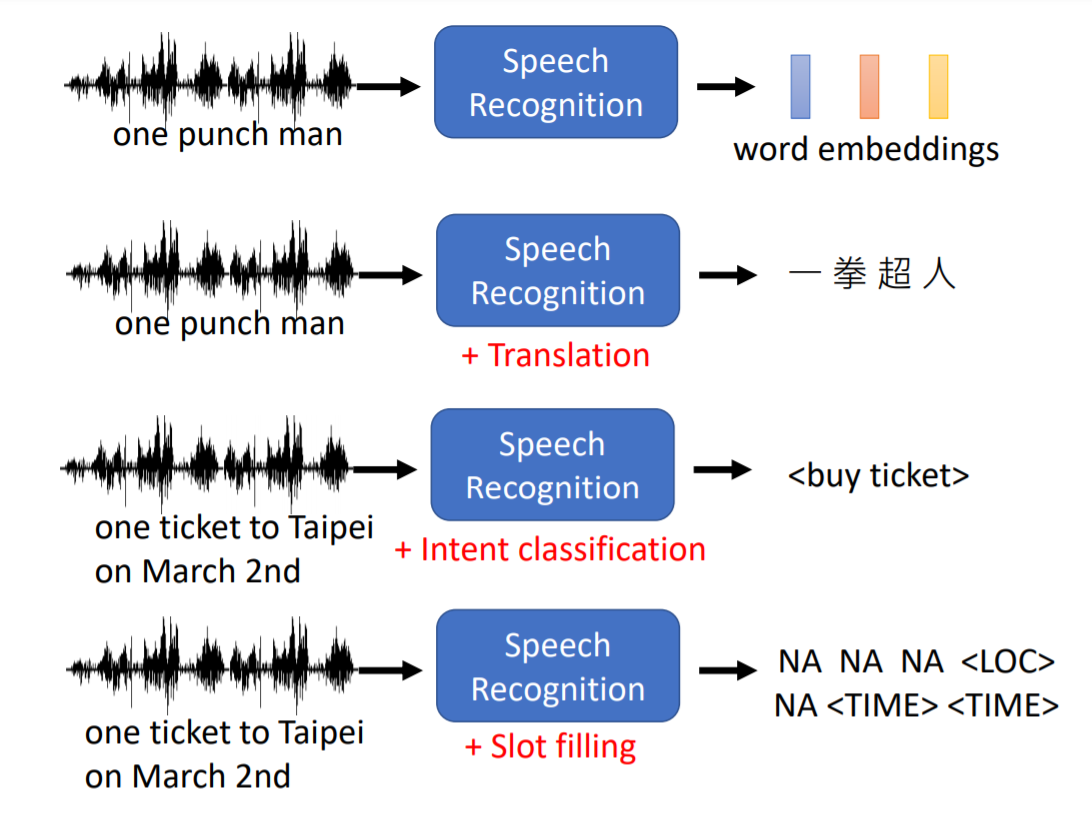 one punch man
Speech
Recognition
word embeddings
one punch man
Speech
Recognition
+ Translation
一 拳 超 人
one ticket to Taipei
on March 2nd
Speech
Recognition
+ Intent classification
<buy ticket>
one ticket to Taipei
on March 2nd
Speech
Recognition
+ Slot filling
NA NA NA <LOC>
NA <TIME> <TIME>